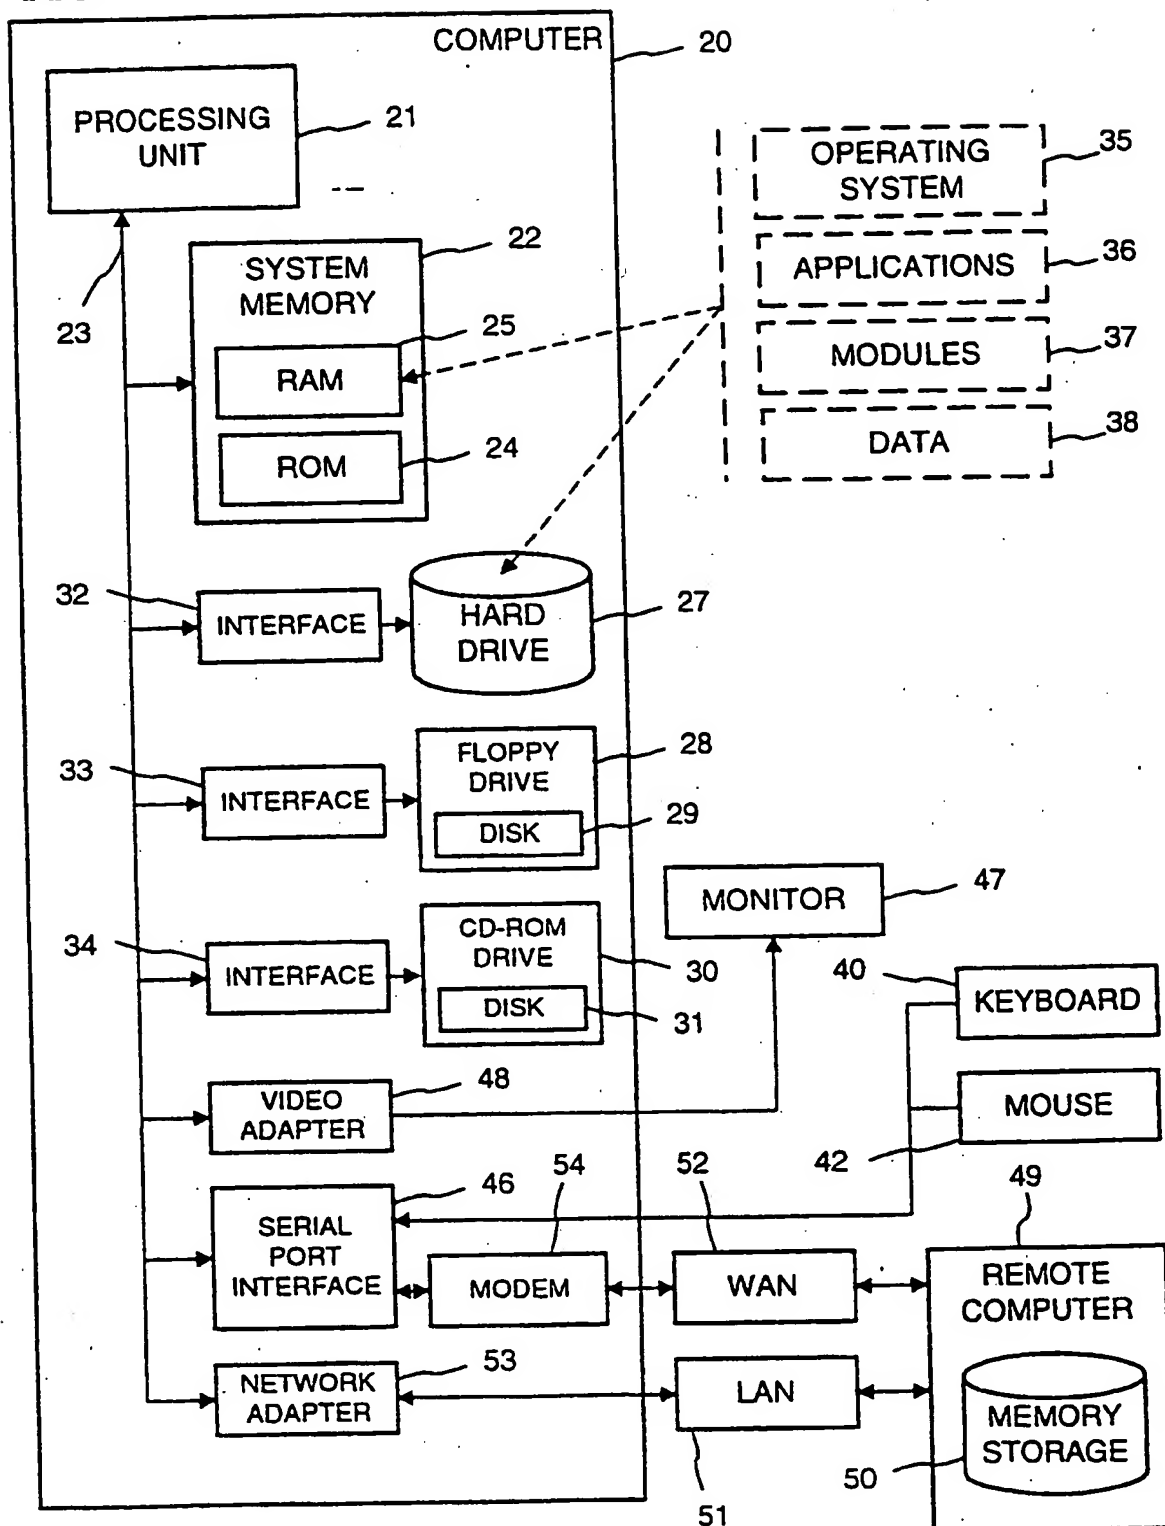 COMPUTER
20
PROCESSING
UNIT
21
OPERATING
SYSTEM
35
22
SYSTEM
MEMORY
APPLICATIONS
36
23
25
RAM
MODULES
37
24
ROM
DATA
38
32
INTERFACE
HARD
DRIVE
27
33
INTERFACE
FLOPPY
DRIVE
28
DISK
29
MONITOR
47
34
INTERFACE
CD-ROM
DRIVE
30
DISK
31
40
KEYBOARD
VIDEO
ADAPTER
48
MOUSE
42
46
SERIAL
PORT
INTERFACE
54
MODEM
52
WAN
49
REMOTE
COMPUTER
NETWORK
ADAPTER
53
LAN
51
MEMORY
STORAGE
50